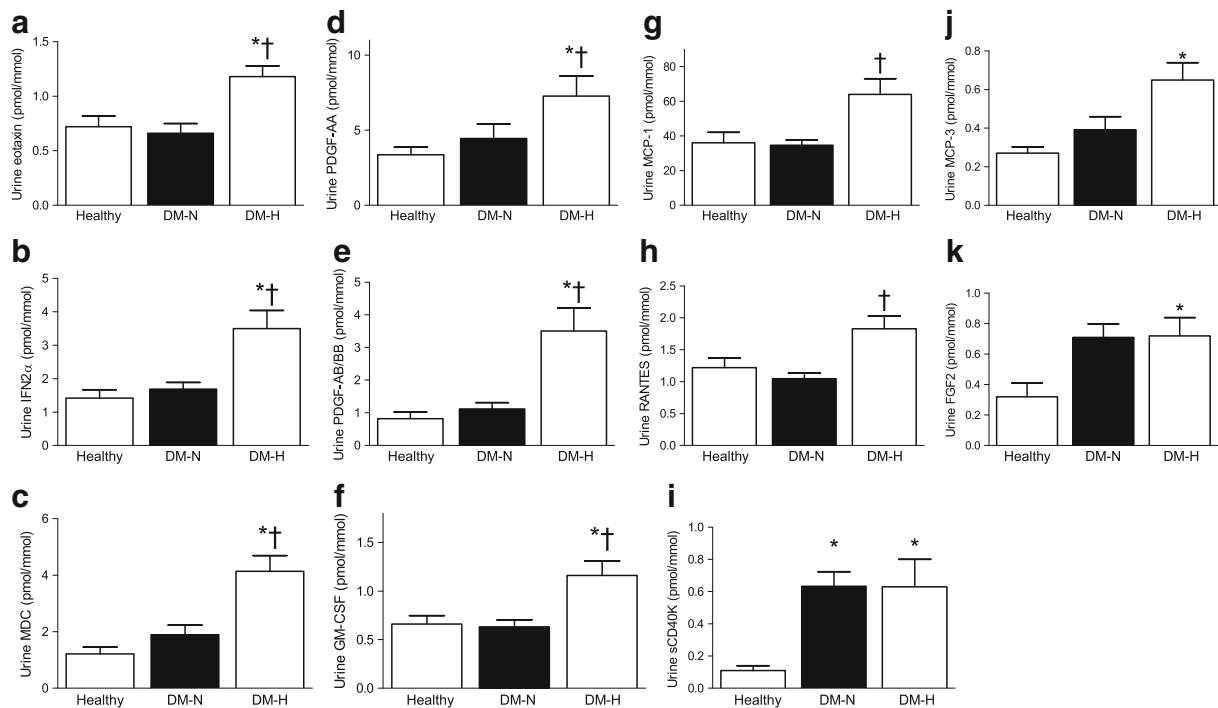 a
Urine eotaxin (pmol/mmol)
1.5
1.0
0.5
0.0
*†
Healthy DM-N DM-H
b
Urine IFN2α (pmol/mmol)
5
4
3
2
1
0
*†
Healthy DM-N DM-H
c
Urine MDC (pmol/mmol)
6
4
2
0
*†
Healthy DM-N DM-H
d
Urine PDGF-AA (pmol/mmol)
10
5
0
*†
Healthy DM-N DM-H
e
Urine PDGF-AB/BB (pmol/mmol)
5
4
3
2
1
0
*†
Healthy DM-N DM-H
f
Urine GM-CSF (pmol/mmol)
1.5
1.0
0.5
0.0
*†
Healthy DM-N DM-H
g
Urine MCP-1 (pmol/mmol)
80
60
40
20
0
†
Healthy DM-N DM-H
h
Urine RANTES (pmol/mmol)
2.5
2.0
1.5
1.0
0.5
0.0
†
Healthy DM-N DM-H
i
Urine sCD40K (pmol/mmol)
1.0
0.8
0.6
0.4
0.2
0.0
* *
Healthy DM-N DM-H
j
Urine MCP-3 (pmol/mmol)
0.8
0.6
0.4
0.2
0.0
*
Healthy DM-N DM-H
k
Urine FGF2 (pmol/mmol)
1.0
0.8
0.6
0.4
0.2
0.0
*
Healthy DM-N DM-H